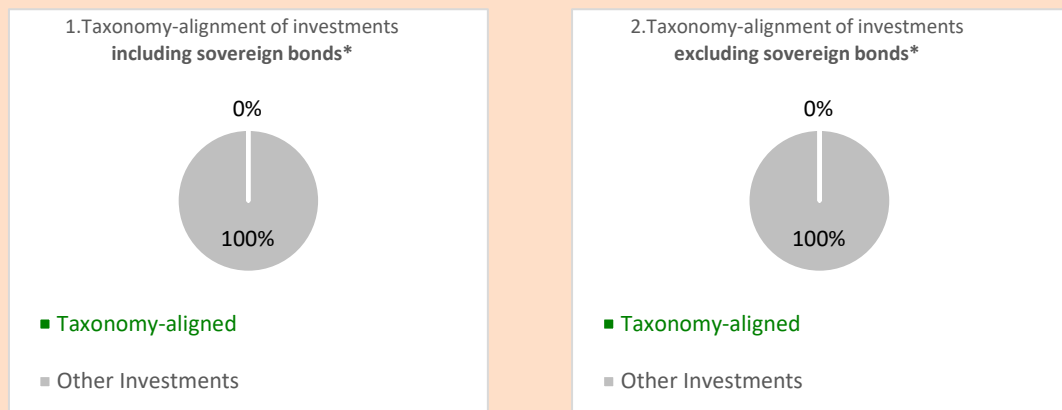 1.Taxonomy-alignment of investments
including sovereign bonds*
0%
100%
Taxonomy-aligned
Other Investments
2.Taxonomy-alignment of investments
excluding sovereign bonds*
0%
100%
Taxonomy-aligned
Other Investments